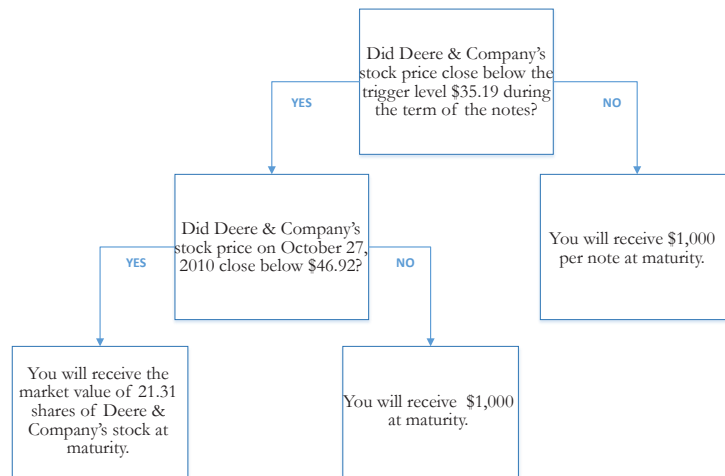 Did Deere & Company's
stock price close below the
trigger level $35.19 during
the term of the notes?
YES
NO
Did Deere & Company's
stock price on October 27,
2010 close below $46.92?
You will receive $1,000
per note at maturity.
YES
NO
You will receive the
market value of 21.31
shares of Deere &
Company's stock at
maturity.
You will receive $1,000
at maturity.